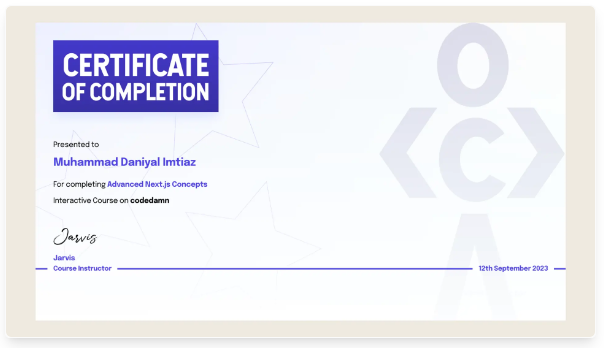 CERTIFICATE
OF COMPLETION
Presented to
Muhammad Daniyal Imtiaz
For completing Advanced Next.js Concepts
Interactive Course on codedamn
Jarvis
Jarvis
Course Instructor
12th September 2023